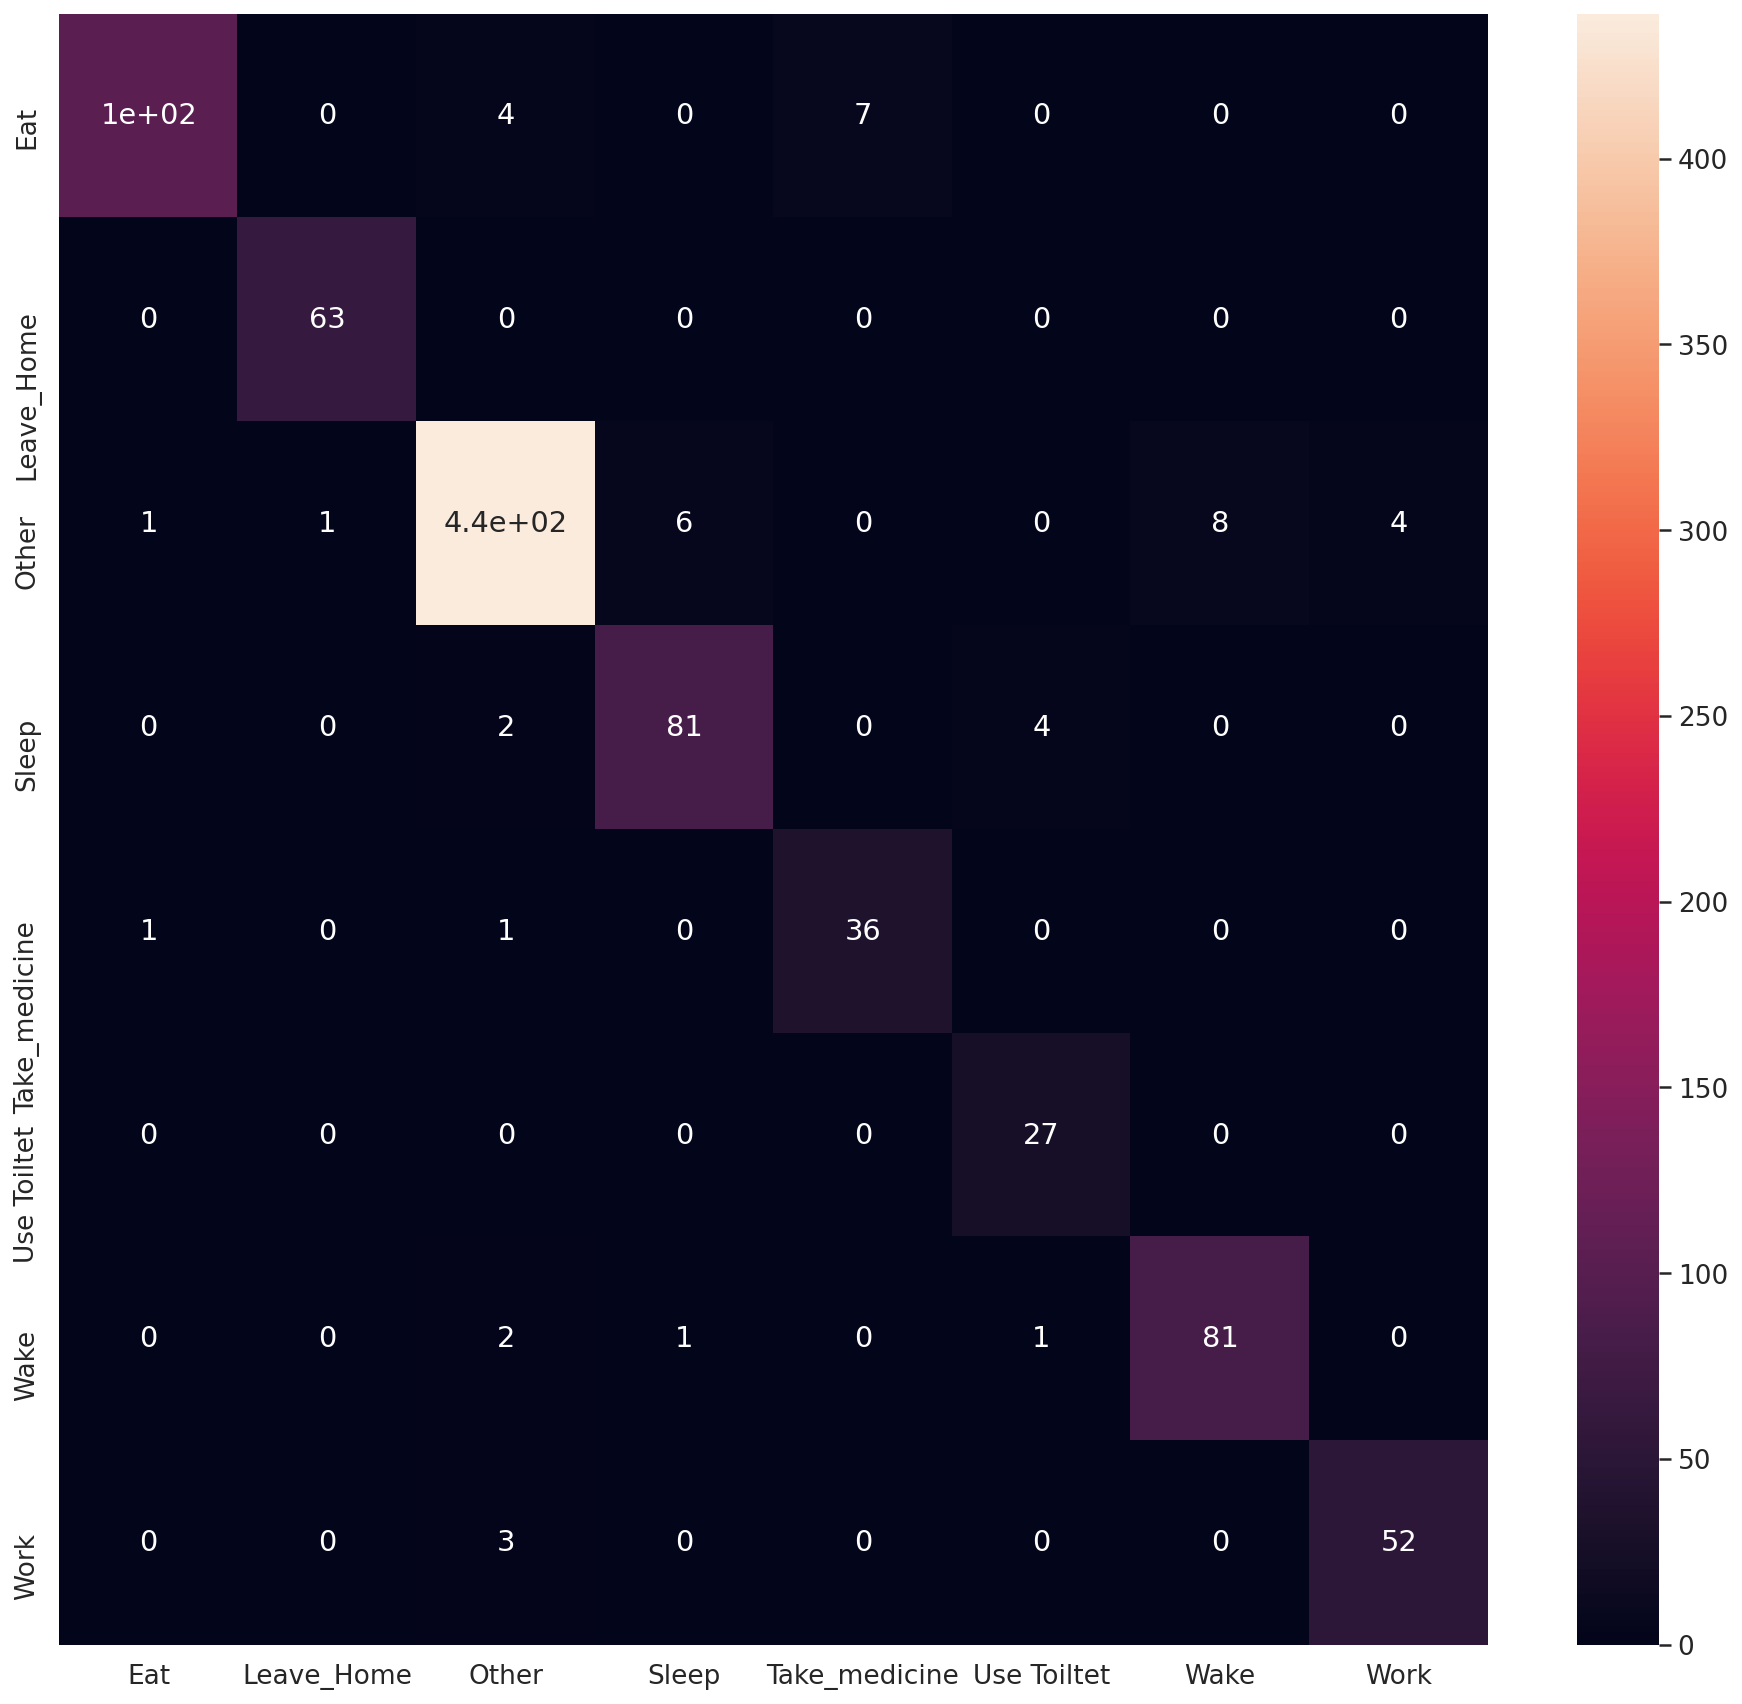 Eat 1e+02 0 4 0 7 0 0 0
Leave_Home 0 63 0 0 0 0 0 0
Other 1 1 4.4e+02 6 0 0 8 4
Sleep 0 0 2 81 0 4 0 0
Take_medicine 1 0 1 0 36 0 0 0
Use Toiltet 0 0 0 0 0 27 0 0
Wake 0 0 2 1 0 1 81 0
Work 0 0 3 0 0 0 0 52
Eat Leave_Home Other Sleep Take_medicine Use Toiltet Wake Work
400
350
300
250
200
150
100
50
0